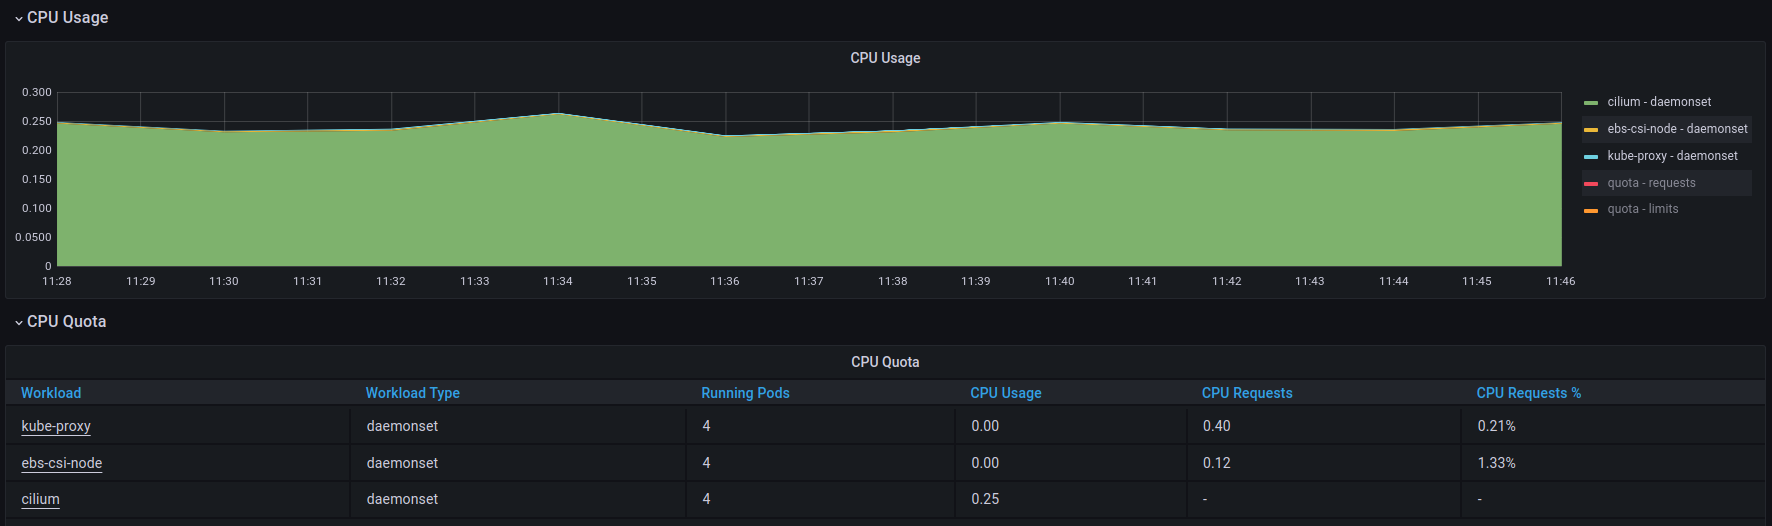 CPU Usage
CPU Usage
0.300
0.250
0.200
0.150
0.100
0.0500
0
11:28 11:29 11:30 11:31 11:32 11:33 11:34 11:35 11:36 11:37 11:38 11:39 11:40 11:41 11:42 11:43 11:44 11:45 11:46
cilium - daemonset
ebs-csi-node - daemonset
kube-proxy - daemonset
quota - requests
quota - limits
CPU Quota
CPU Quota
Workload Workload Type Running Pods CPU Usage CPU Requests CPU Requests %
kube-proxy daemonset 4 0.00 0.40 0.21%
ebs-csi-node daemonset 4 0.00 0.12 1.33%
cilium daemonset 4 0.25 - -